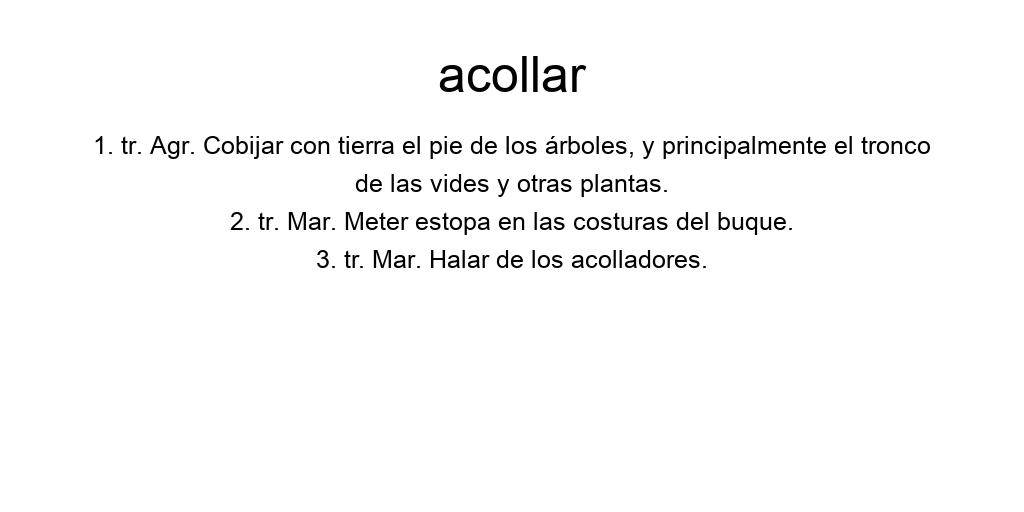 acollar
1. tr. Agr. Cobijar con tierra el pie de los árboles, y principalmente el tronco
de las vides y otras plantas.
2. tr. Mar. Meter estopa en las costuras del buque.
3. tr. Mar. Halar de los acolladores.